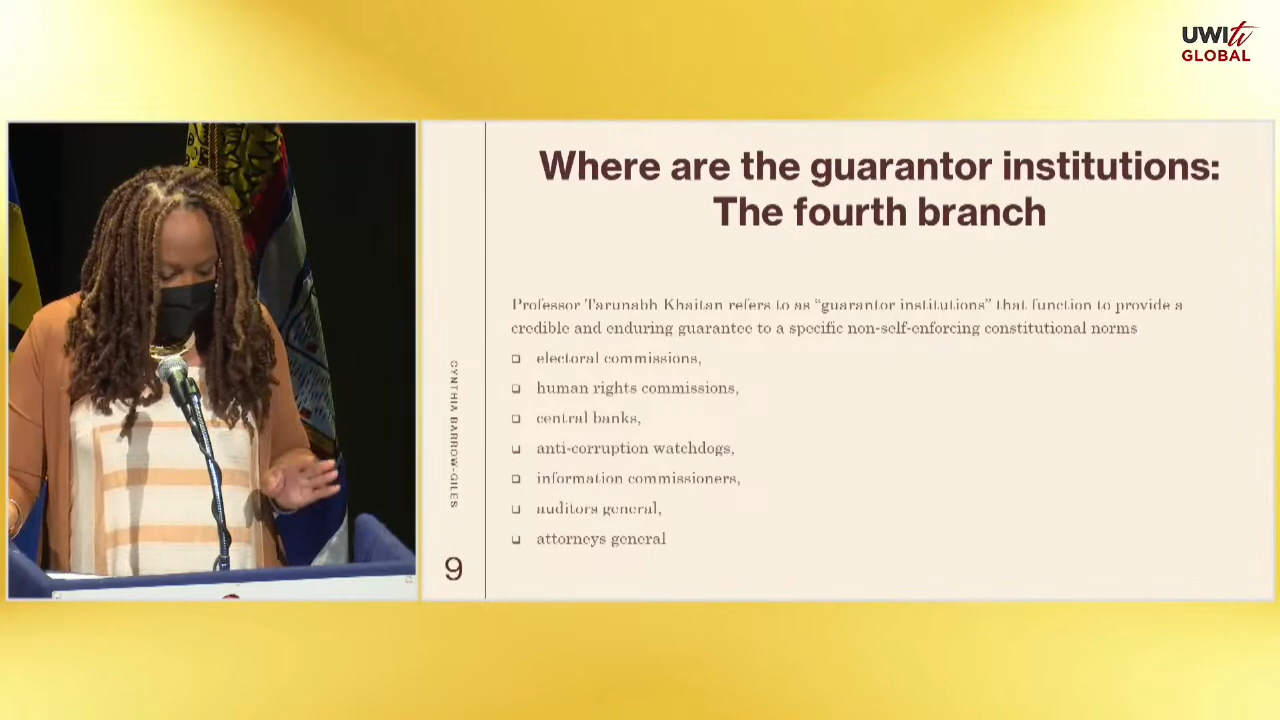 UWItv
GLOBAL
Where are the guarantor institutions:
The fourth branch
Professor Tarunabh Khaitan refers to as “guarantor institutions” that function to provide a
credible and enduring guarantee to a specific non-self-enforcing constitutional norms
electoral commissions,
human rights commissions,
central banks,
anti-corruption watchdogs,
information commissioners,
auditors general,
attorneys general
CYNTHIA BARROW-GILES
9